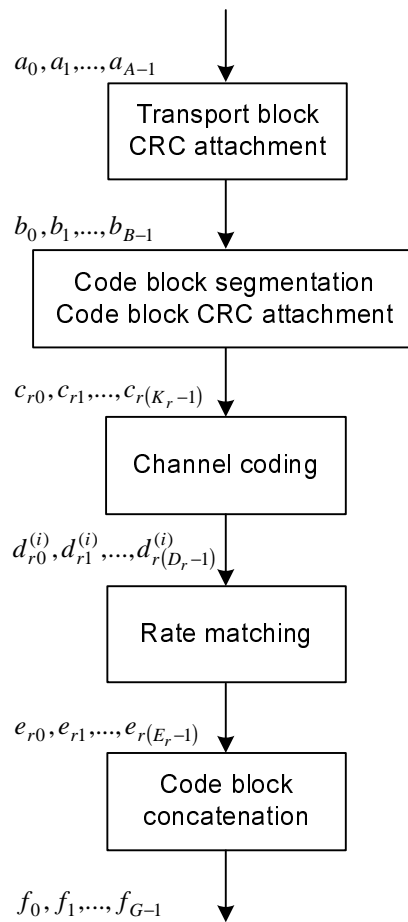 a_0, a_1,..., a_{A-1}
Transport block
CRC attachment
b_0, b_1,..., b_{B-1}
Code block segmentation
Code block CRC attachment
c_{r0}, c_{r1},..., c_{r(K_r-1)}
Channel coding
d_{r0}^{(i)}, d_{r1}^{(i)},..., d_{r(D_r-1)}^{(i)}
Rate matching
e_{r0}, e_{r1},..., e_{r(E_r-1)}
Code block
concatenation
f_0, f_1,..., f_{G-1}